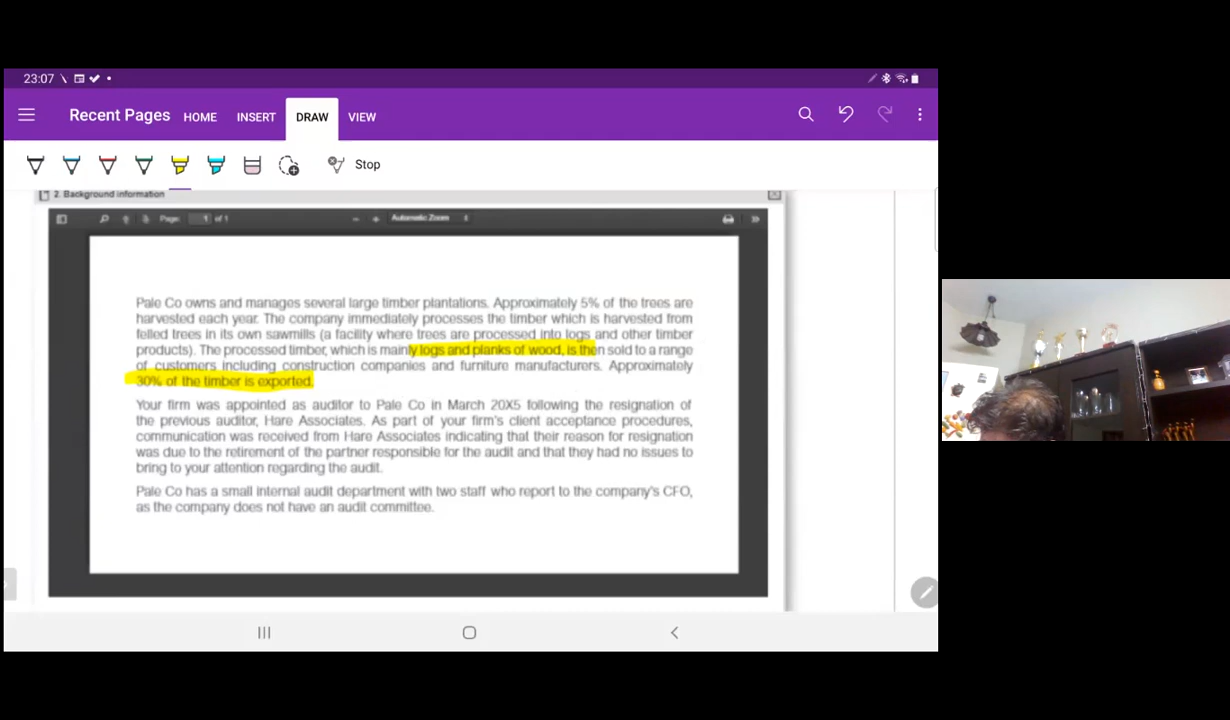 23:07
Recent Pages HOME INSERT DRAW VIEW
Stop
2. Background information
Page: 1 of 1 Automatic Zoom
Pale Co owns and manages several large timber plantations. Approximately 5% of the trees are
harvested each year. The company immediately processes the timber which is harvested from
felled trees in its own sawmills (a facility where trees are processed into logs and other timber
products). The processed timber, which is mainly logs and planks of wood, is then sold to a range
of customers including construction companies and furniture manufacturers. Approximately
30% of the timber is exported.
Your firm was appointed as auditor to Pale Co in March 20X5 following the resignation of
the previous auditor, Hare Associates. As part of your firm's client acceptance procedures,
communication was received from Hare Associates indicating that their reason for resignation
was due to the retirement of the partner responsible for the audit and that they had no issues to
bring to your attention regarding the audit.
Pale Co has a small internal audit department with two staff who report to the company's CFO,
as the company does not have an audit committee.